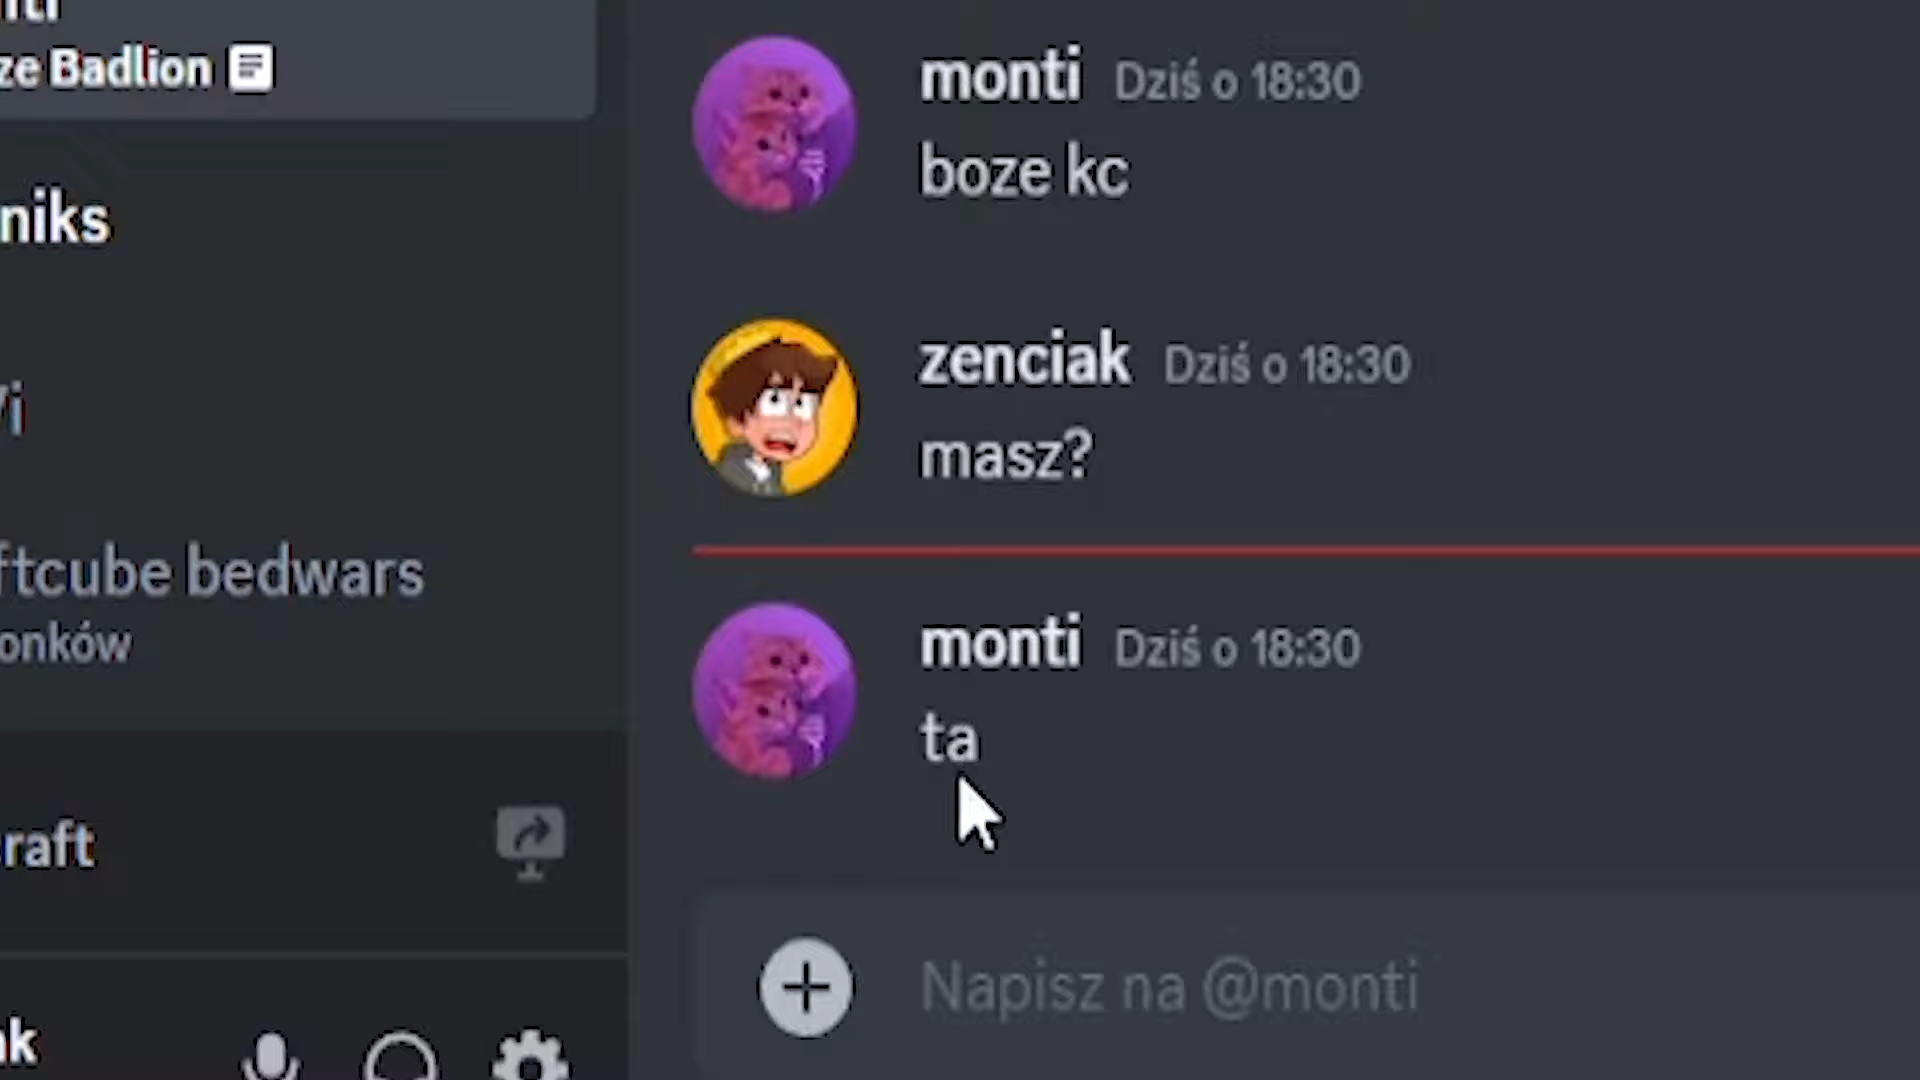 ze Badlion
niks
ftcube bedwars
onków
raft
monti Dziś o 18:30
boze kc
zenciak Dziś o 18:30
masz?
monti Dziś o 18:30
ta
Napisz na @monti